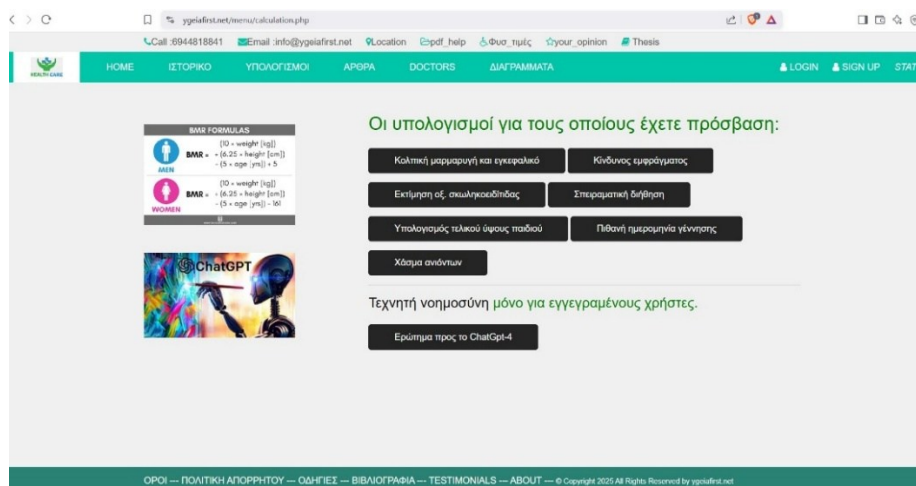 ygeiafirst.net/menu/calculation.php
Call :6944818841 Email :info@ygeiafirst.net Location pdf_help Φυσ_τιμές your_opinion Thesis
HEALTH CARE HOME ΙΣΤΟΡΙΚΟ ΥΠΟΛΟΓΙΣΜΟΙ ΑΡΘΡΑ DOCTORS ΔΙΑΓΡΑΜΜΑΤΑ LOGIN SIGN UP STAT
Οι υπολογισμοί για τους οποίους έχετε πρόσβαση:
BMR FORMULAS
(10 × weight [kg])
BMR = + (6.25 × height [cm])
- (5 × age [yrs]) + 5
MEN
(10 × weight [kg])
BMR = + (6.25 × height [cm])
- (5 × age [yrs]) - 161
WOMEN
Κολπική μαρμαρυγή και εγκεφαλικό Κίνδυνος εμφράγματος
Εκτίμηση οξ. σκωληκοειδίτιδας Σπειραματική διήθηση
Υπολογισμός τελικού ύψους παιδιού Πιθανή ημερομηνία γέννησης
Χάσμα ανιόντων
ChatGPT
Τεχνητή νοημοσύνη μόνο για εγγεγραμένους χρήστες.
Ερώτημα προς το ChatGpt-4
ΟΡΟΙ --- ΠΟΛΙΤΙΚΗ ΑΠΟΡΡΗΤΟΥ --- ΟΔΗΓΙΕΣ --- ΒΙΒΛΙΟΓΡΑΦΙΑ --- TESTIMONIALS --- ABOUT --- © Copyright 2025 All Rights Reserved by ygeiafirst.net